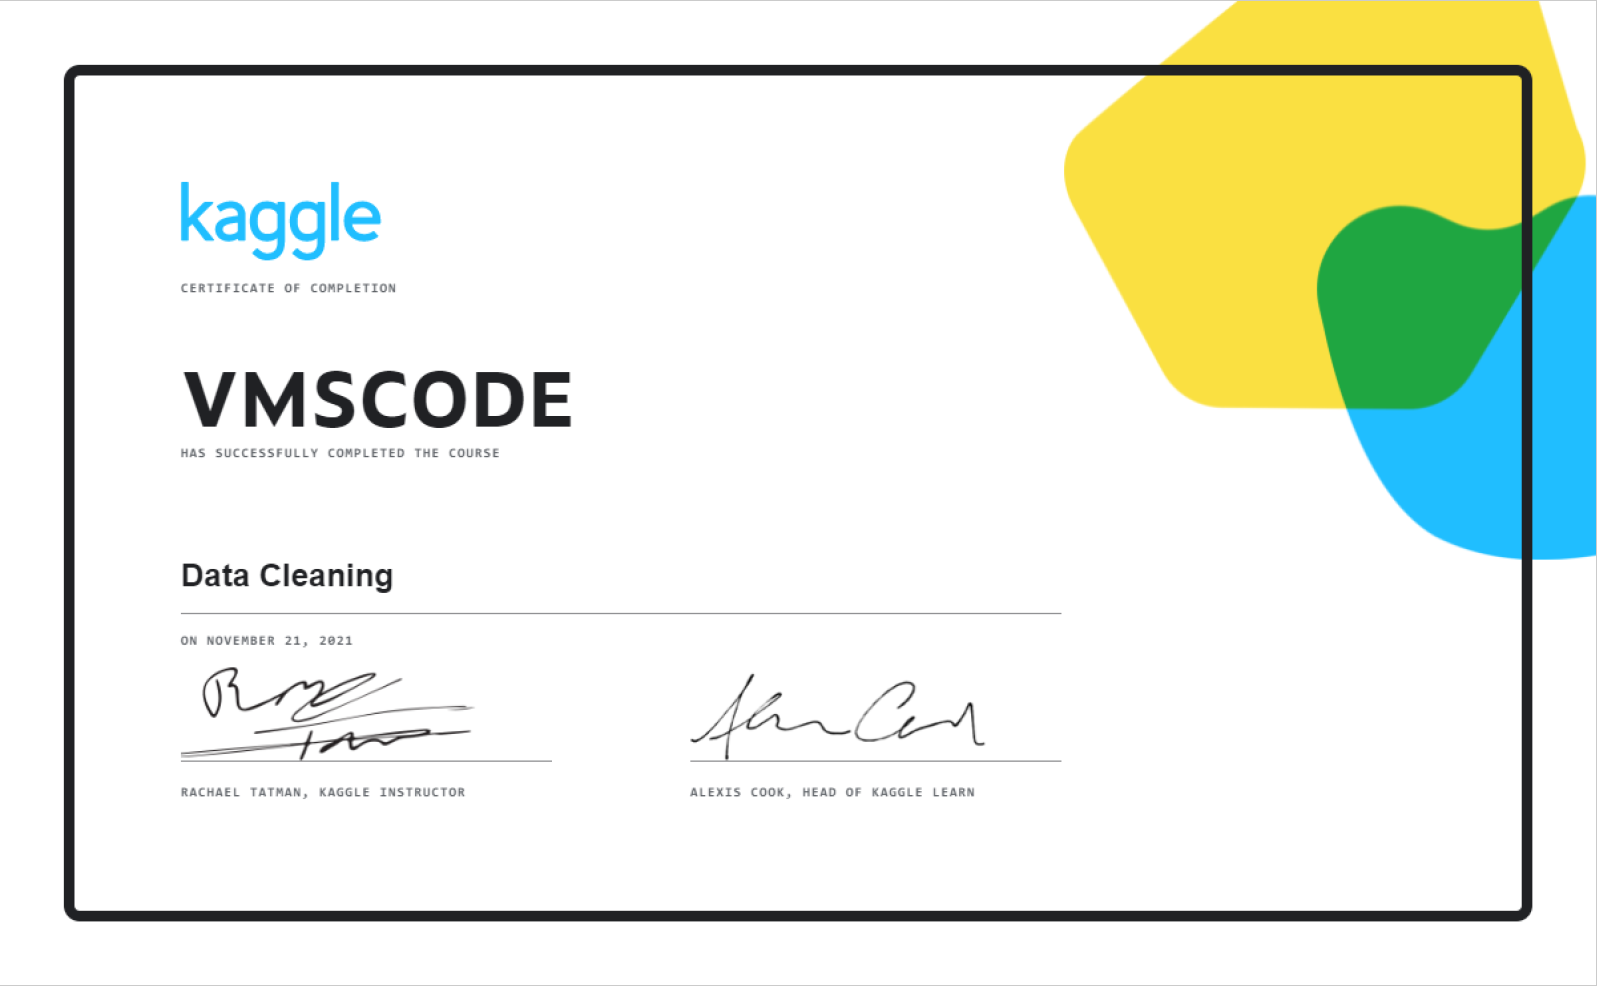 kaggle
CERTIFICATE OF COMPLETION
VMSCODE
HAS SUCCESSFULLY COMPLETED THE COURSE
Data Cleaning
ON NOVEMBER 21, 2021
RACHAEL TATMAN, KAGGLE INSTRUCTOR
ALEXIS COOK, HEAD OF KAGGLE LEARN